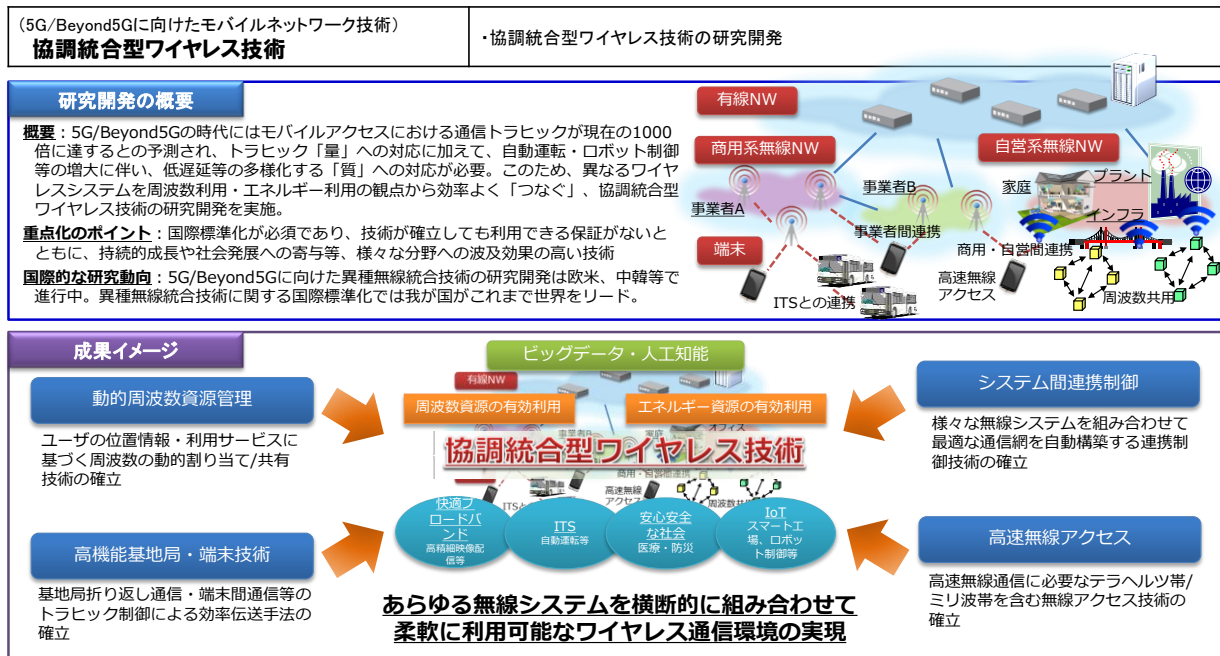 (5G/Beyond5Gに向けたモバイルネットワーク技術)
協調統合型ワイヤレス技術
・協調統合型ワイヤレス技術の研究開発
研究開発の概要
概要：5G/Beyond5Gの時代にはモバイルアクセスにおける通信トラヒックが現在の1000
倍に達するとの予測され、トラヒック「量」への対応に加えて、自動運転・ロボット制御
等の増大に伴い、低遅延等の多様化する「質」への対応が必要。このため、異なるワイヤ
レスシステムを周波数利用・エネルギー利用の観点から効率よく「つなぐ」、協調統合型
ワイヤレス技術の研究開発を実施。
重点化のポイント：国際標準化が必須であり、技術が確立しても利用できる保証がないと
ともに、持続的成長や社会発展への寄与等、様々な分野への波及効果の高い技術
国際的な研究動向：5G/Beyond5Gに向けた異種無線統合技術の研究開発は欧米、中韓等で
進行中。異種無線統合技術に関する国際標準化では我が国がこれまで世界をリード。
有線NW
商用系無線NW
自営系無線NW
事業者A
事業者B
家庭
プラント
インフラ
事業者間連携
商用・自営間連携
端末
ITSとの連携
高速無線
アクセス
周波数共用
成果イメージ
ビッグデータ・人工知能
有線NW
周波数資源の有効利用
エネルギー資源の有効利用
事業者B
家庭
オフィス
協調統合型ワイヤレス技術
商用・自営間連携
高速無線
アクセス
周波数共用
ITSと
動的周波数資源管理
ユーザの位置情報・利用サービスに
基づく周波数の動的割り当て/共有
技術の確立
システム間連携制御
様々な無線システムを組み合わせて
最適な通信網を自動構築する連携制
御技術の確立
快適ブ
ロードバ
ンド
高精細映像配
信等
ITS
自動運転等
安心安全
な社会
医療・防災
IoT
スマート工
場、ロボッ
ト制御等
高機能基地局・端末技術
基地局折り返し通信・端末間通信等の
トラヒック制御による効率伝送手法の
確立
高速無線アクセス
高速無線通信に必要なテラヘルツ帯/
ミリ波帯を含む無線アクセス技術の
確立
あらゆる無線システムを横断的に組み合わせて
柔軟に利用可能なワイヤレス通信環境の実現